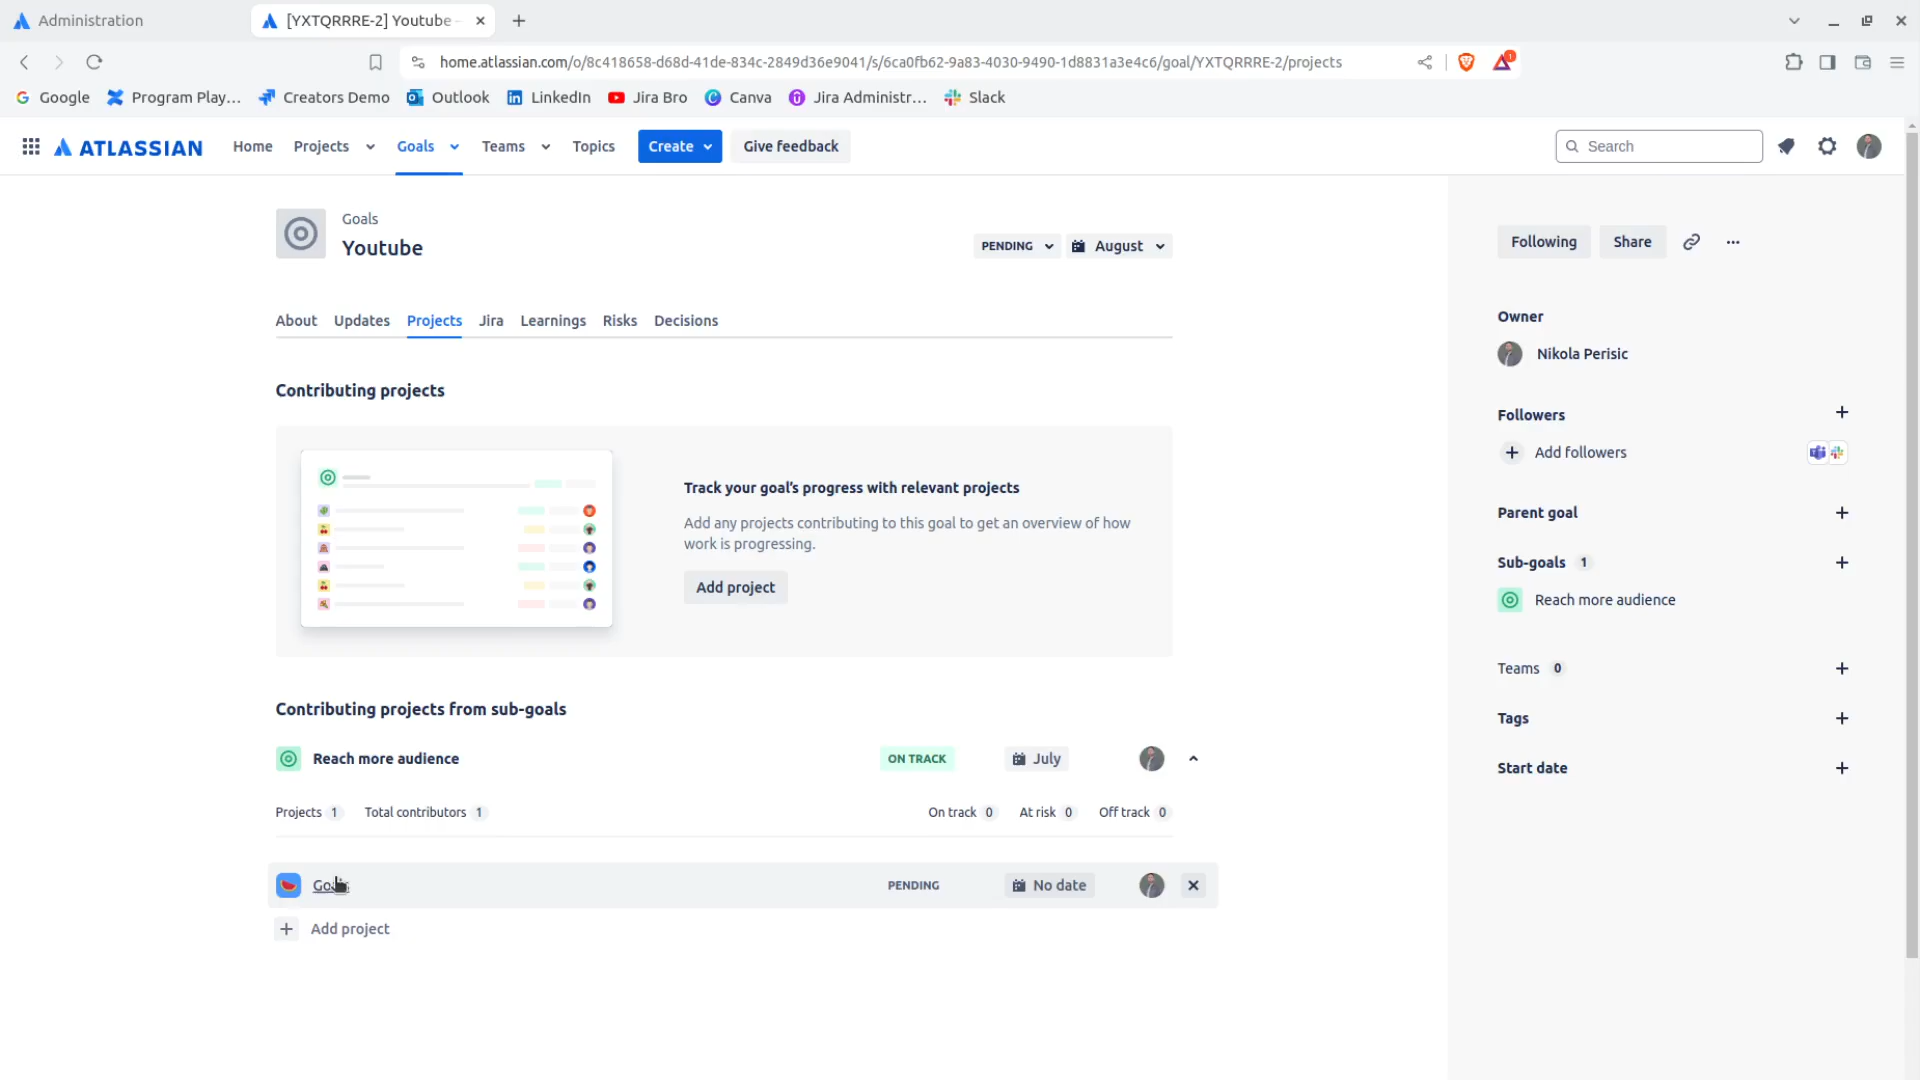 Administration
[YXTQRRRE-2] Youtube -
home.atlassian.com/o/8c418658-d68d-41de-834c-2849d36e9041/s/6ca0fb62-9a83-4030-9490-1d8831a3e4c6/goal/YXTQRRRE-2/projects
1
Google
Program Play...
Creators Demo
Outlook
LinkedIn
Jira Bro
Canva
Jira Administr...
Slack
ATLASSIAN
Home
Projects
Goals
Teams
Topics
Create
Give feedback
Search
Goals
Youtube
PENDING
August
Following
Share
About
Updates
Projects
Jira
Learnings
Risks
Decisions
Owner
Nikola Perisic
Contributing projects
Followers
Add followers
Track your goal's progress with relevant projects
Add any projects contributing to this goal to get an overview of how
work is progressing.
Add project
Parent goal
Sub-goals 1
Reach more audience
Teams 0
Tags
Start date
Contributing projects from sub-goals
Reach more audience
ON TRACK
July
Projects 1
Total contributors 1
On track 0
At risk 0
Off track 0
PENDING
No date
Add project